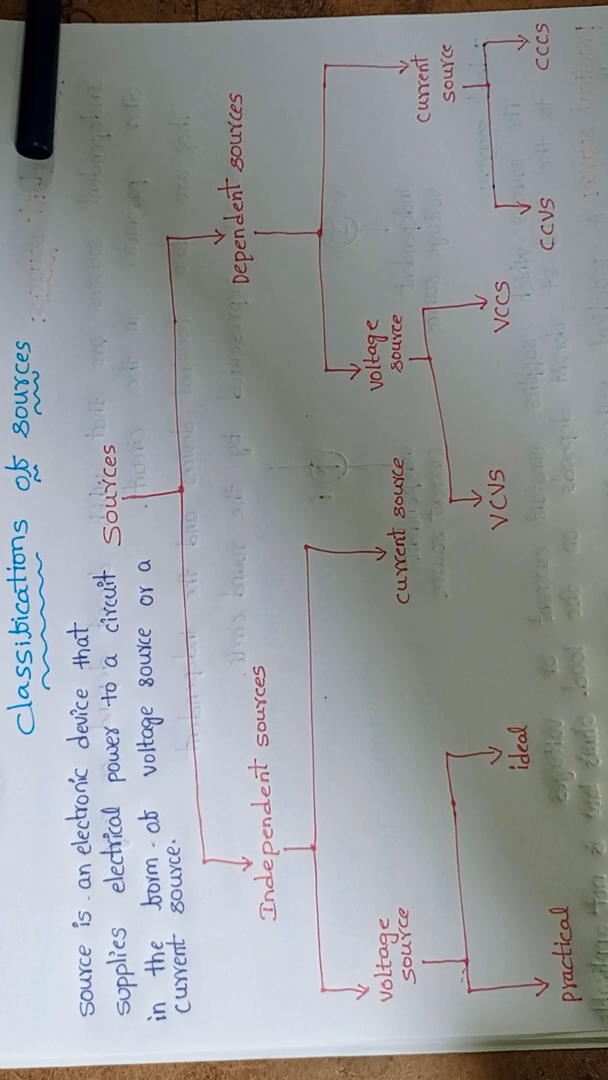 classifications of sources
source is an electronic device that
supplies electrical power to a circuit
in the form of voltage source or a
current source.
Sources
Independent sources
Dependent sources
voltage
source
current source
voltage
source
current
source
practical
ideal
VCVS
VCCS
CCVS
CCCS